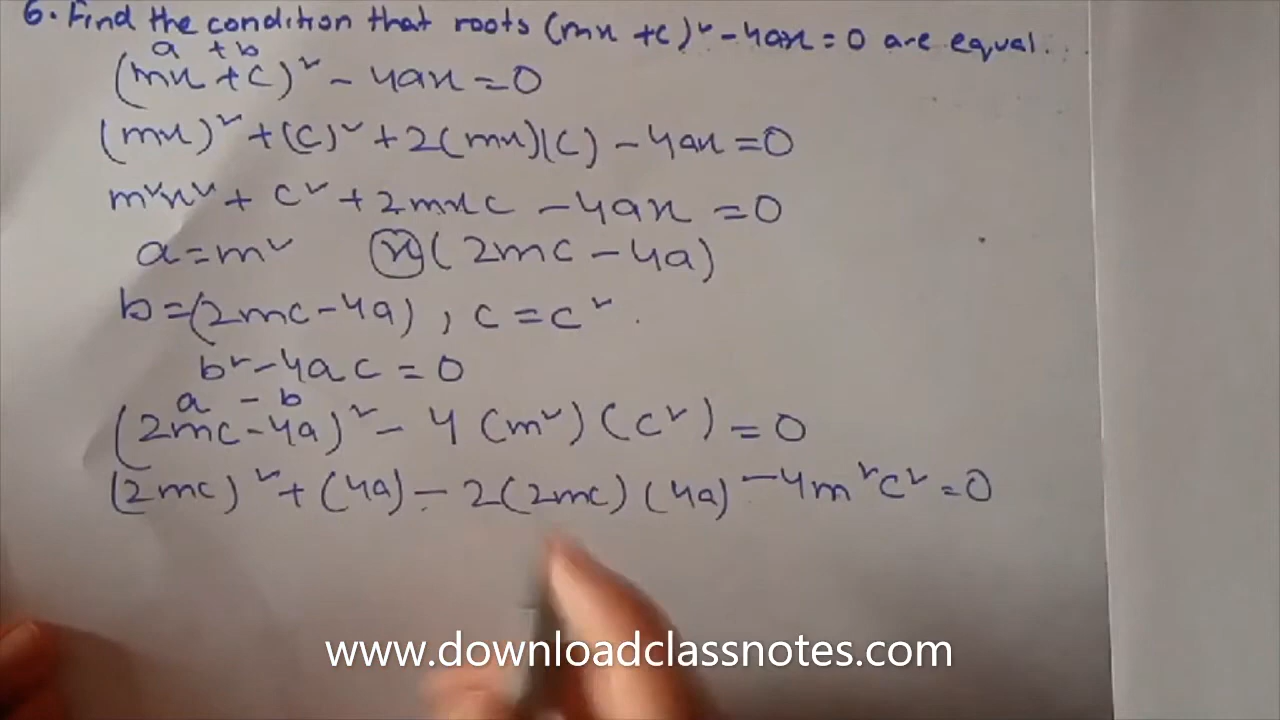 6. Find the condition that roots (mx + c)² - 4ax = 0 are equal...
a + b
(mx + c)² - 4ax = 0
(mx)² + (c)² + 2(mx)(c) - 4ax = 0
m²x² + c² + 2mxc - 4ax = 0
a = m² x(2mc - 4a)
b = (2mc - 4a), c = c².
b² - 4ac = 0
a - b
(2mc - 4a)² - 4(m²)(c²) = 0
(2mc)² + (4a) - 2(2mc)(4a) - 4m²c² = 0
www.downloadclassnotes.com